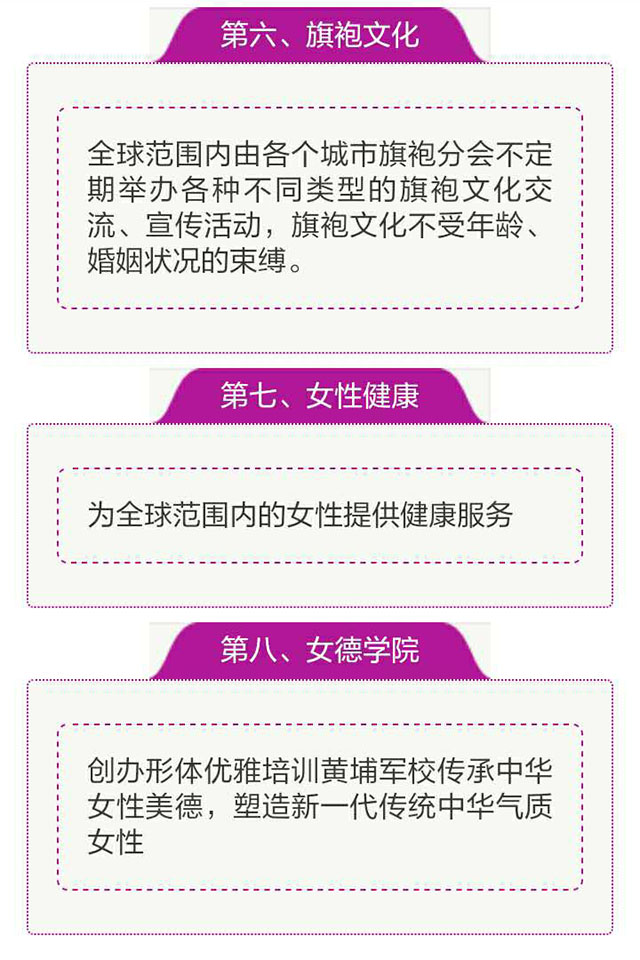 第六、旗袍文化
全球范围内由各个城市旗袍分会不定
期举办各种不同类型的旗袍文化交
流、宣传活动，旗袍文化不受年龄、
婚姻状况的束缚。
第七、女性健康
为全球范围内的女性提供健康服务
第八、女德学院
创办形体优雅培训黄埔军校传承中华
女性美德，塑造新一代传统中华气质
女性